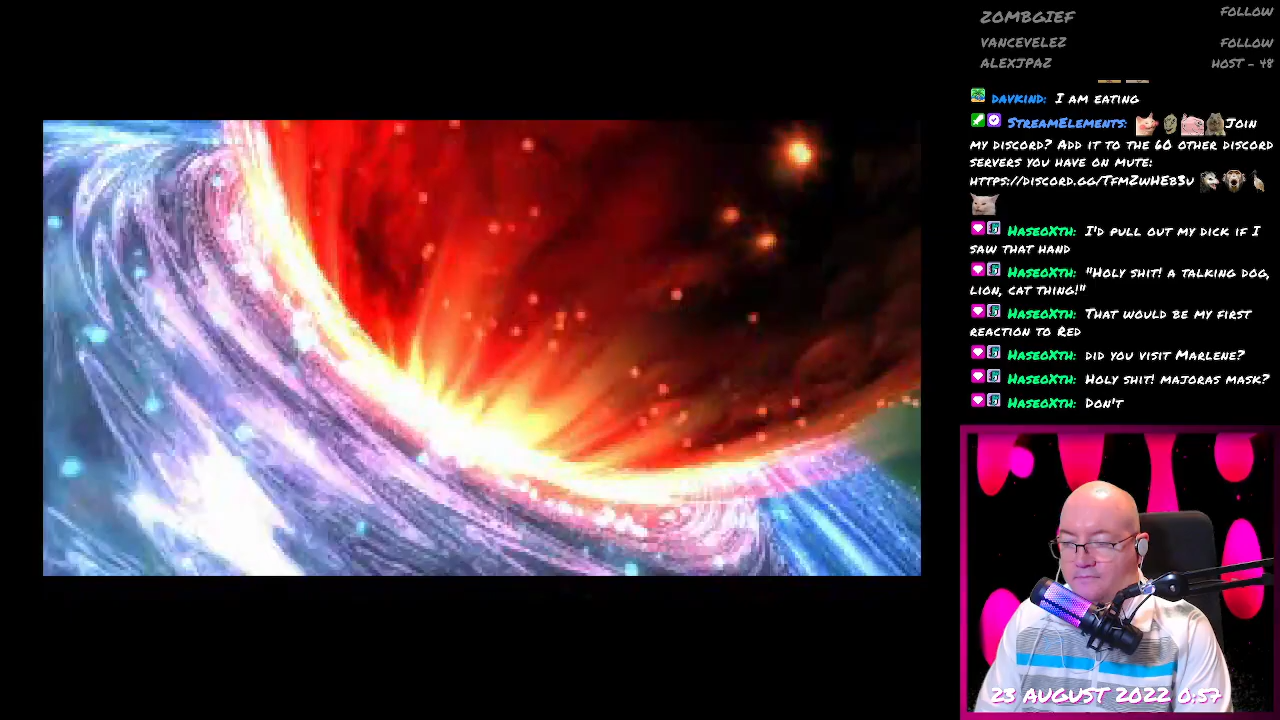 ZOMBGIEF FOLLOW
VANCEVELEZ FOLLOW
ALEXJPAZ HOST - 48
DAVKIND: I AM EATING
STREAMELEMENTS: JOIN
MY DISCORD? ADD IT TO THE 60 OTHER DISCORD
SERVERS YOU HAVE ON MUTE:
HTTPS://DISCORD.GG/TFMZWHEB3U
HASEOXTH: I'D PULL OUT MY DICK IF I
SAW THAT HAND
HASEOXTH: "HOLY SHIT! A TALKING DOG,
LION, CAT THING!"
HASEOXTH: THAT WOULD BE MY FIRST
REACTION TO RED
HASEOXTH: DID YOU VISIT MARLENE?
HASEOXTH: HOLY SHIT! MAJORAS MASK?
HASEOXTH: DON'T
23 AUGUST 2022 0:57